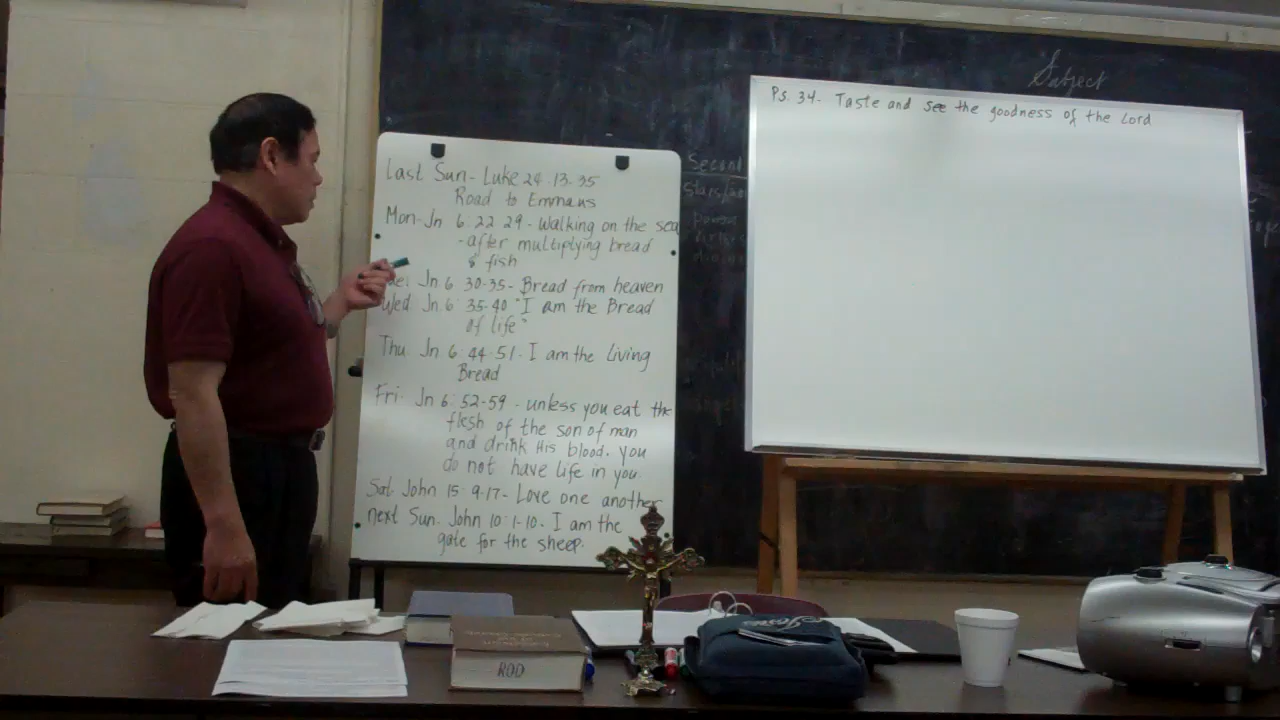 Last Sun- Luke 24:13-35
Road to Emmaus
Mon- Jn 6:22-29 - Walking on the sea
-after multiplying bread
& fish
Jn 6 30-35- Bread from heaven
Wed. Jn 6: 35-40 "I am the Bread
of life"
Thu. Jn 6:44-51- I am the Living
Bread
Fri. Jn 6:52-59 - unless you eat the
flesh of the son of man
and drink His blood. you
do not have life in you.
Sat. John 15:9-17- Love one another
next Sun. John 10:1-10. I am the
gate for the sheep.
Subject
Ps. 34- Taste and see the goodness of the Lord
Second
Jesus
ROD